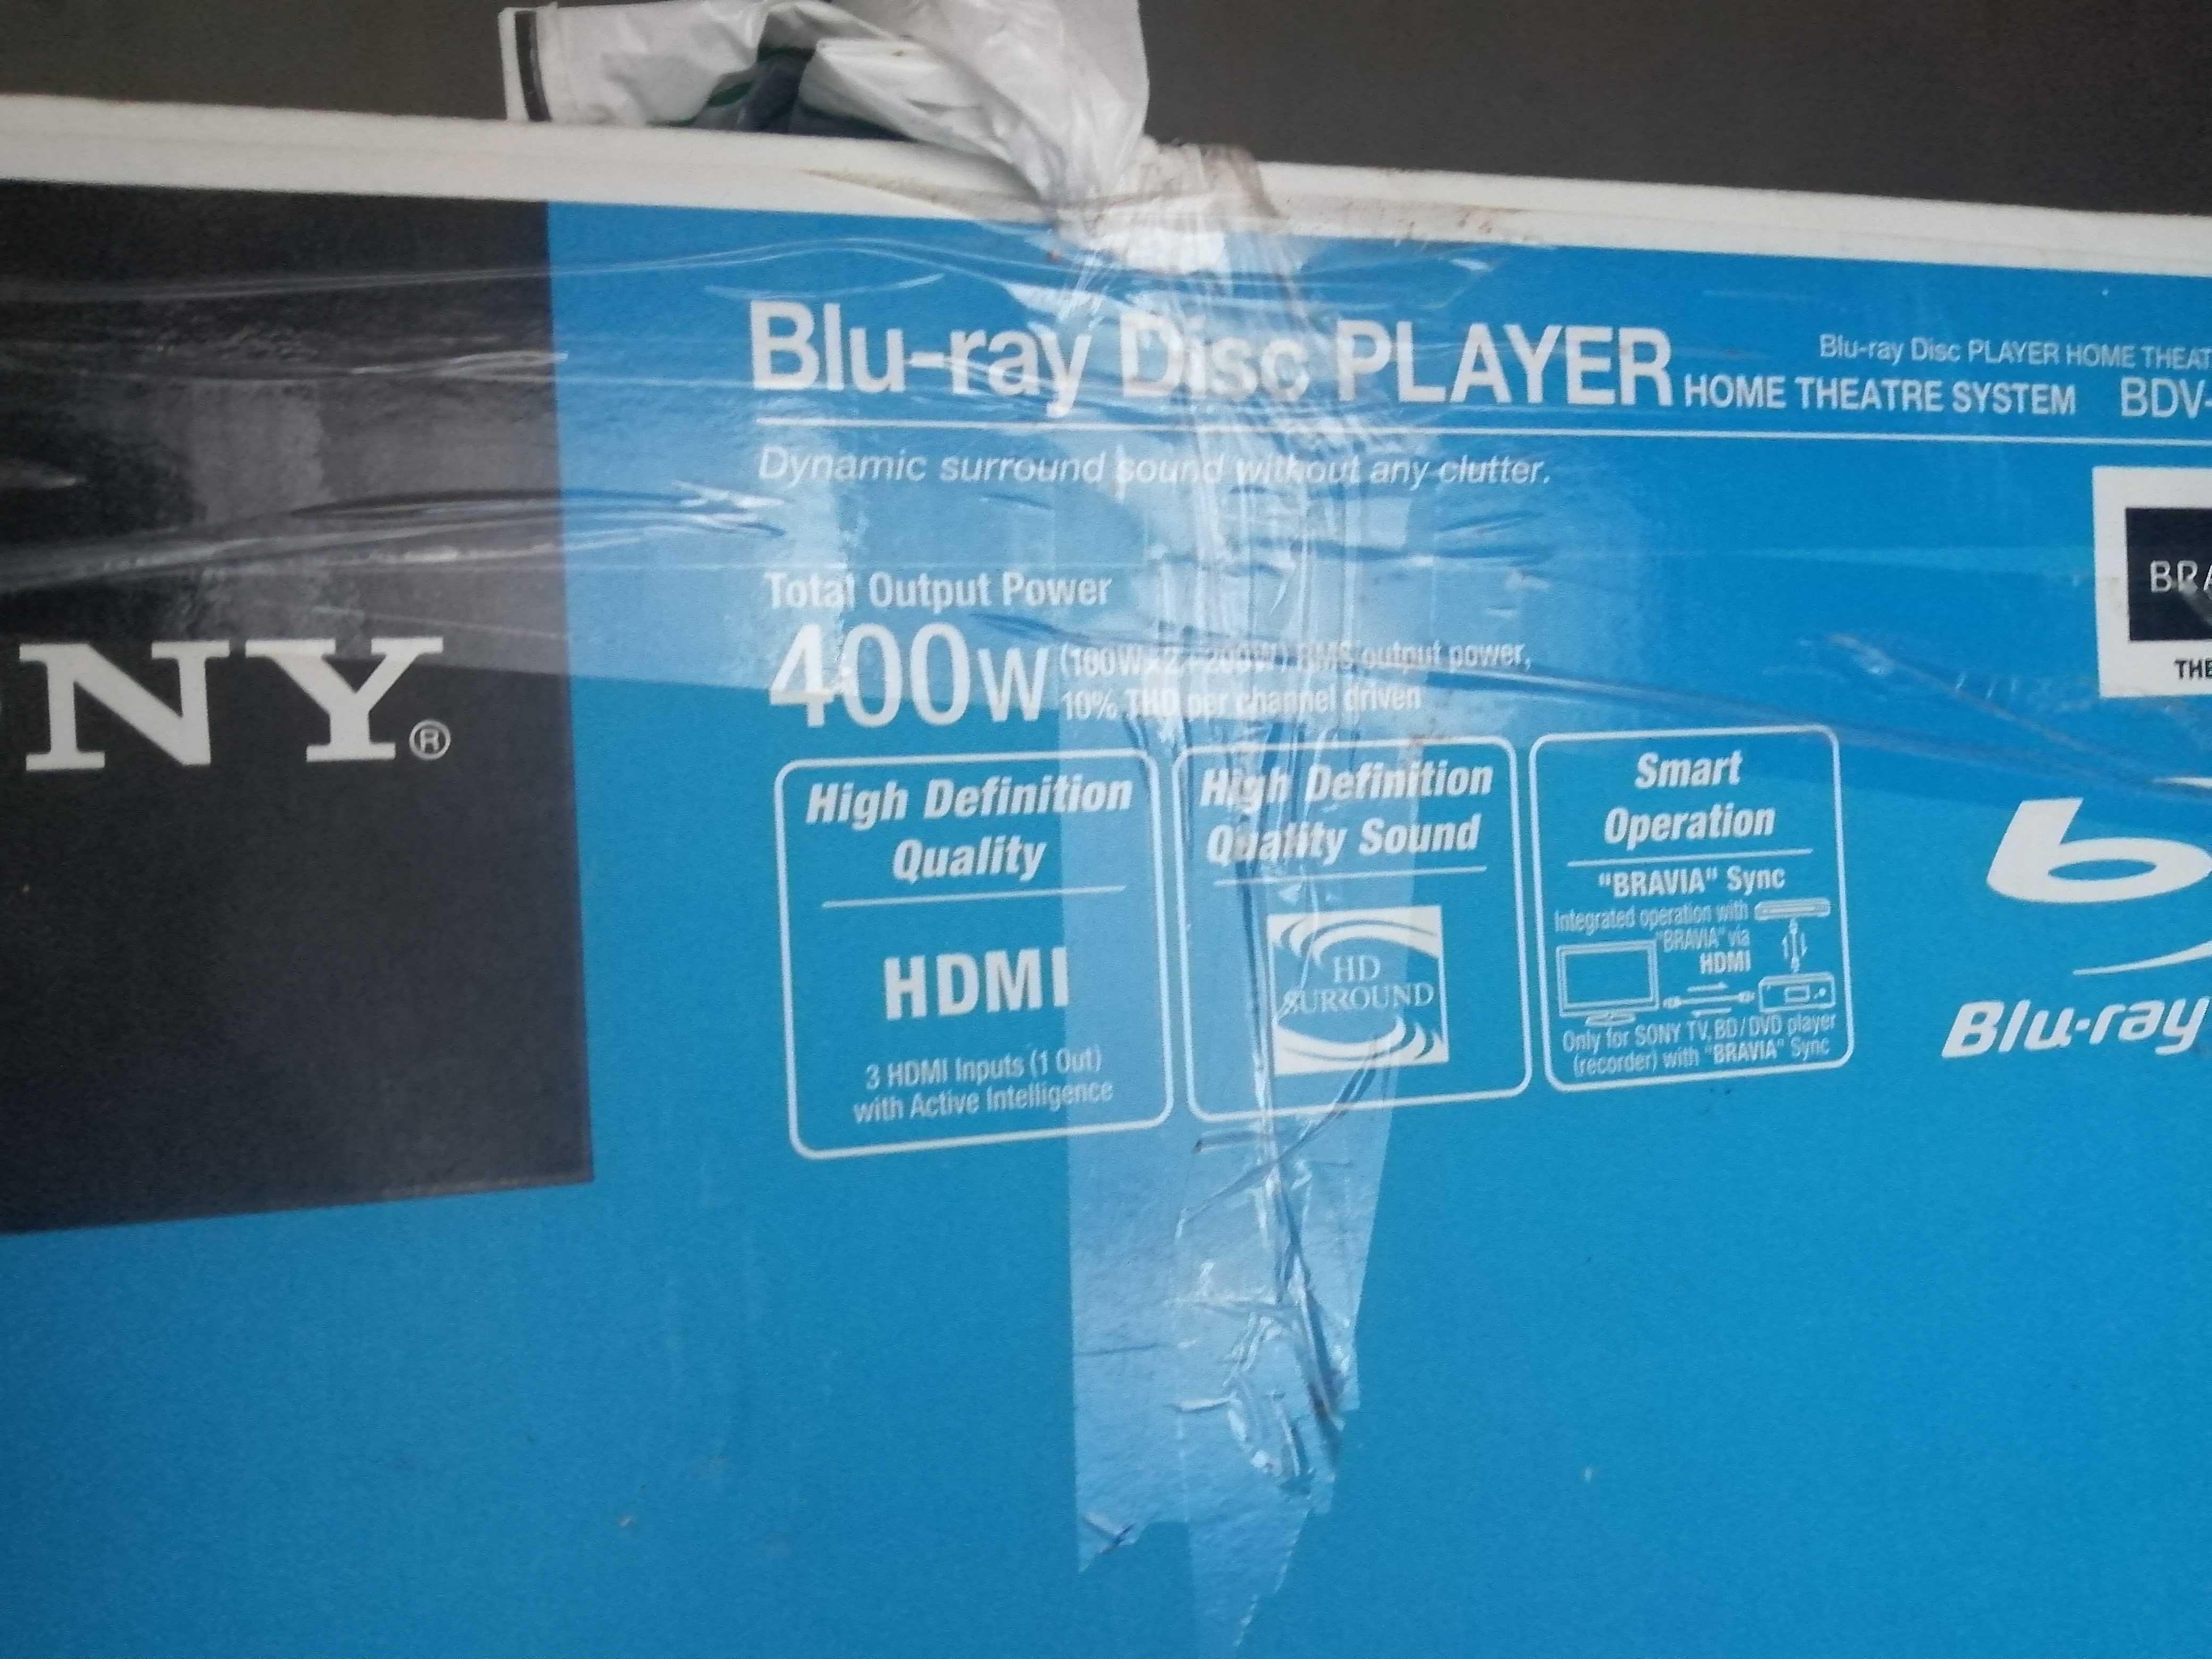 NY®
Blu-ray Disc PLAYER
Blu-ray Disc PLAYER HOME THEAT
HOME THEATRE SYSTEM BDV-
Dynamic surround sound without any clutter.
BRA
THE
Total Output Power
400W (100W x 2 + 200W) RMS output power,
10% THD per channel driven
High Definition
Quality
HDMI
3 HDMI Inputs (1 Out)
with Active Intelligence
High Definition
Quality Sound
HD
SURROUND
Smart
Operation
"BRAVIA" Sync
Integrated operation with
"BRAVIA" via
HDMI
Only for SONY TV, BD/DVD player
(recorder) with "BRAVIA" Sync
b
Blu-ray